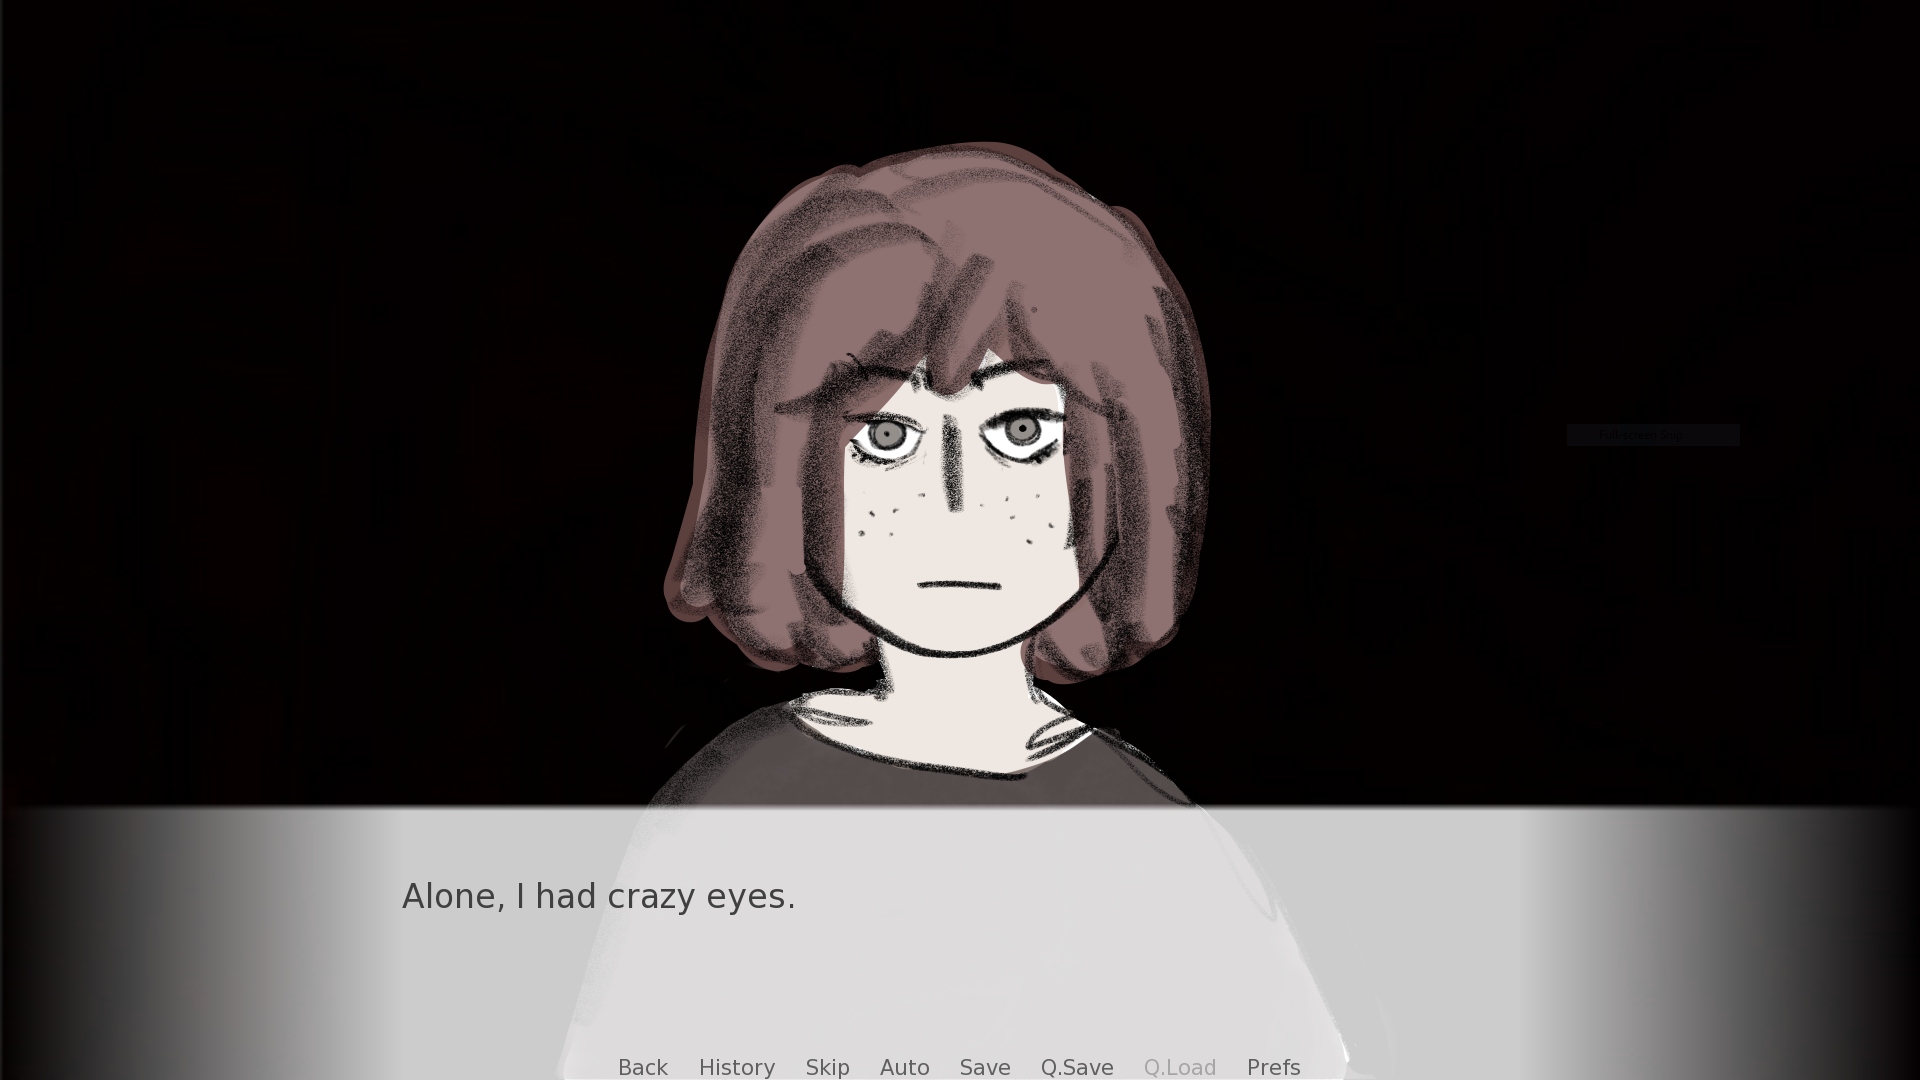 Alone, I had crazy eyes.
Back History Skip Auto Save Q.Save Q.Load Prefs